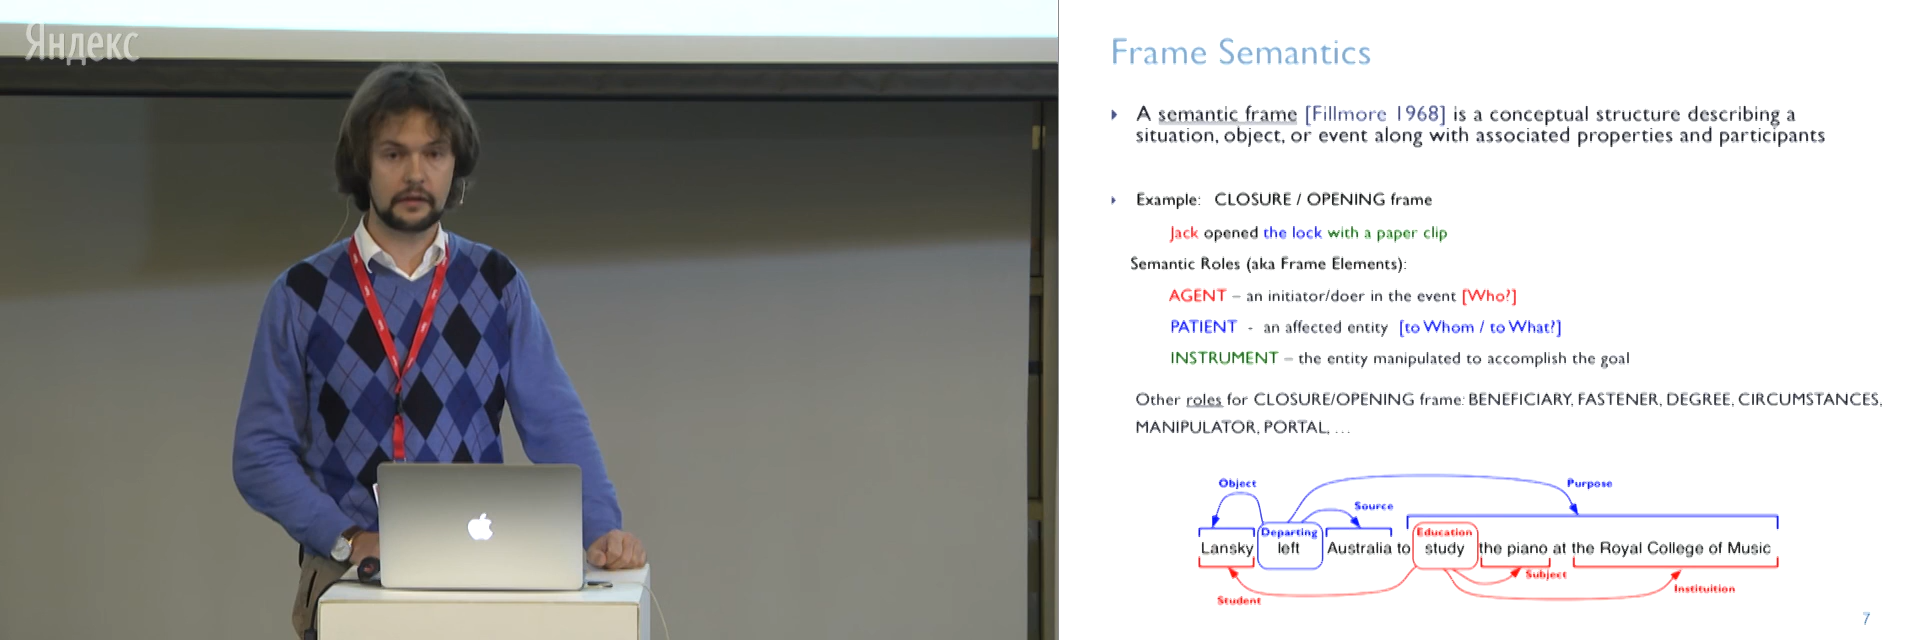 Яндекс
Frame Semantics
A semantic frame [Fillmore 1968] is a conceptual structure describing a
situation, object, or event along with associated properties and participants
Example: CLOSURE / OPENING frame
Jack opened the lock with a paper clip
Semantic Roles (aka Frame Elements):
AGENT – an initiator/doer in the event [Who?]
PATIENT - an affected entity [to Whom / to What?]
INSTRUMENT – the entity manipulated to accomplish the goal
Other roles for CLOSURE/OPENING frame: BENEFICIARY, FASTENER, DEGREE, CIRCUMSTANCES,
MANIPULATOR, PORTAL, ...
Object
Purpose
Source
Departing
Education
Lansky left Australia to study the piano at the Royal College of Music
Subject
Instituition
Student
7